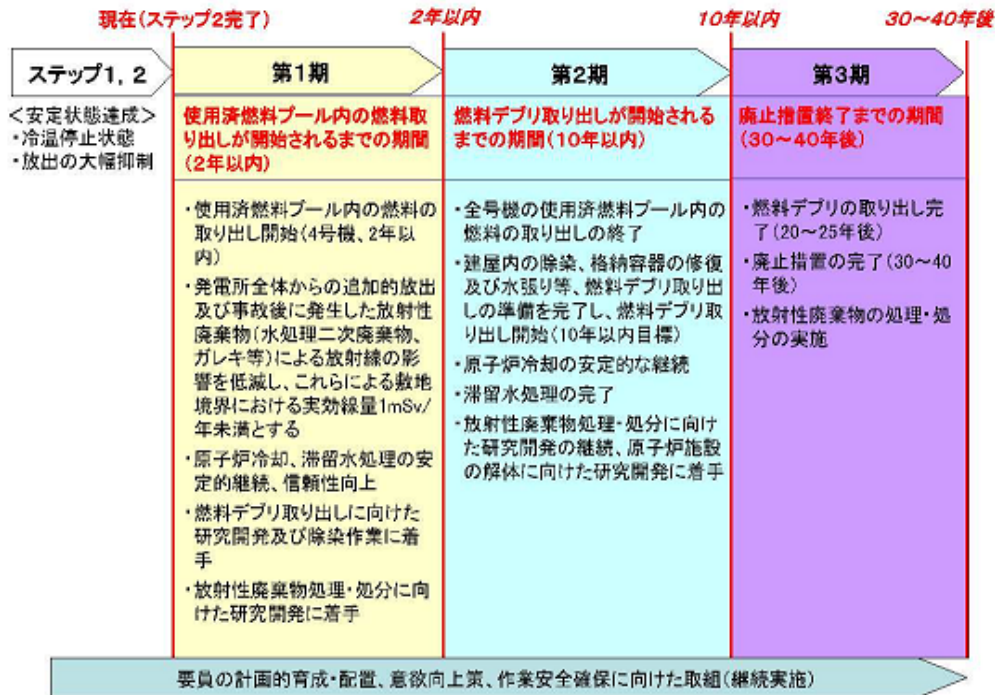 現在(ステップ2完了)
2年以内
10年以内
30～40年後
ステップ1, 2
第1期
第2期
第3期
＜安定状態達成＞
・冷温停止状態
・放出の大幅抑制
使用済燃料プール内の燃料取
り出しが開始されるまでの期間
(2年以内)
・使用済燃料プール内の燃料の
取り出し開始(4号機、2年以
内)
・発電所全体からの追加的放出
及び事故後に発生した放射性
廃棄物(水処理二次廃棄物、
ガレキ等)による放射線の影
響を低減し、これらによる敷地
境界における実効線量1mSv/
年未満とする
・原子炉冷却、滞留水処理の安
定的継続、信頼性向上
・燃料デブリ取り出しに向けた
研究開発及び除染作業に着
手
・放射性廃棄物処理・処分に向
けた研究開発に着手
燃料デブリ取り出しが開始される
までの期間(10年以内)
・全号機の使用済燃料プール内の
燃料の取り出しの終了
・建屋内の除染、格納容器の修復
及び水張り等、燃料デブリ取り出
しの準備を完了し、燃料デブリ取
り出し開始(10年以内目標)
・原子炉冷却の安定的な継続
・滞留水処理の完了
・放射性廃棄物処理・処分に向け
た研究開発の継続、原子炉施設
の解体に向けた研究開発に着手
廃止措置終了までの期間
(30～40年後)
・燃料デブリの取り出し完
了(20～25年後)
・廃止措置の完了(30～40
年後)
・放射性廃棄物の処理・処
分の実施
要員の計画的育成・配置、意欲向上策、作業安全確保に向けた取組(継続実施)